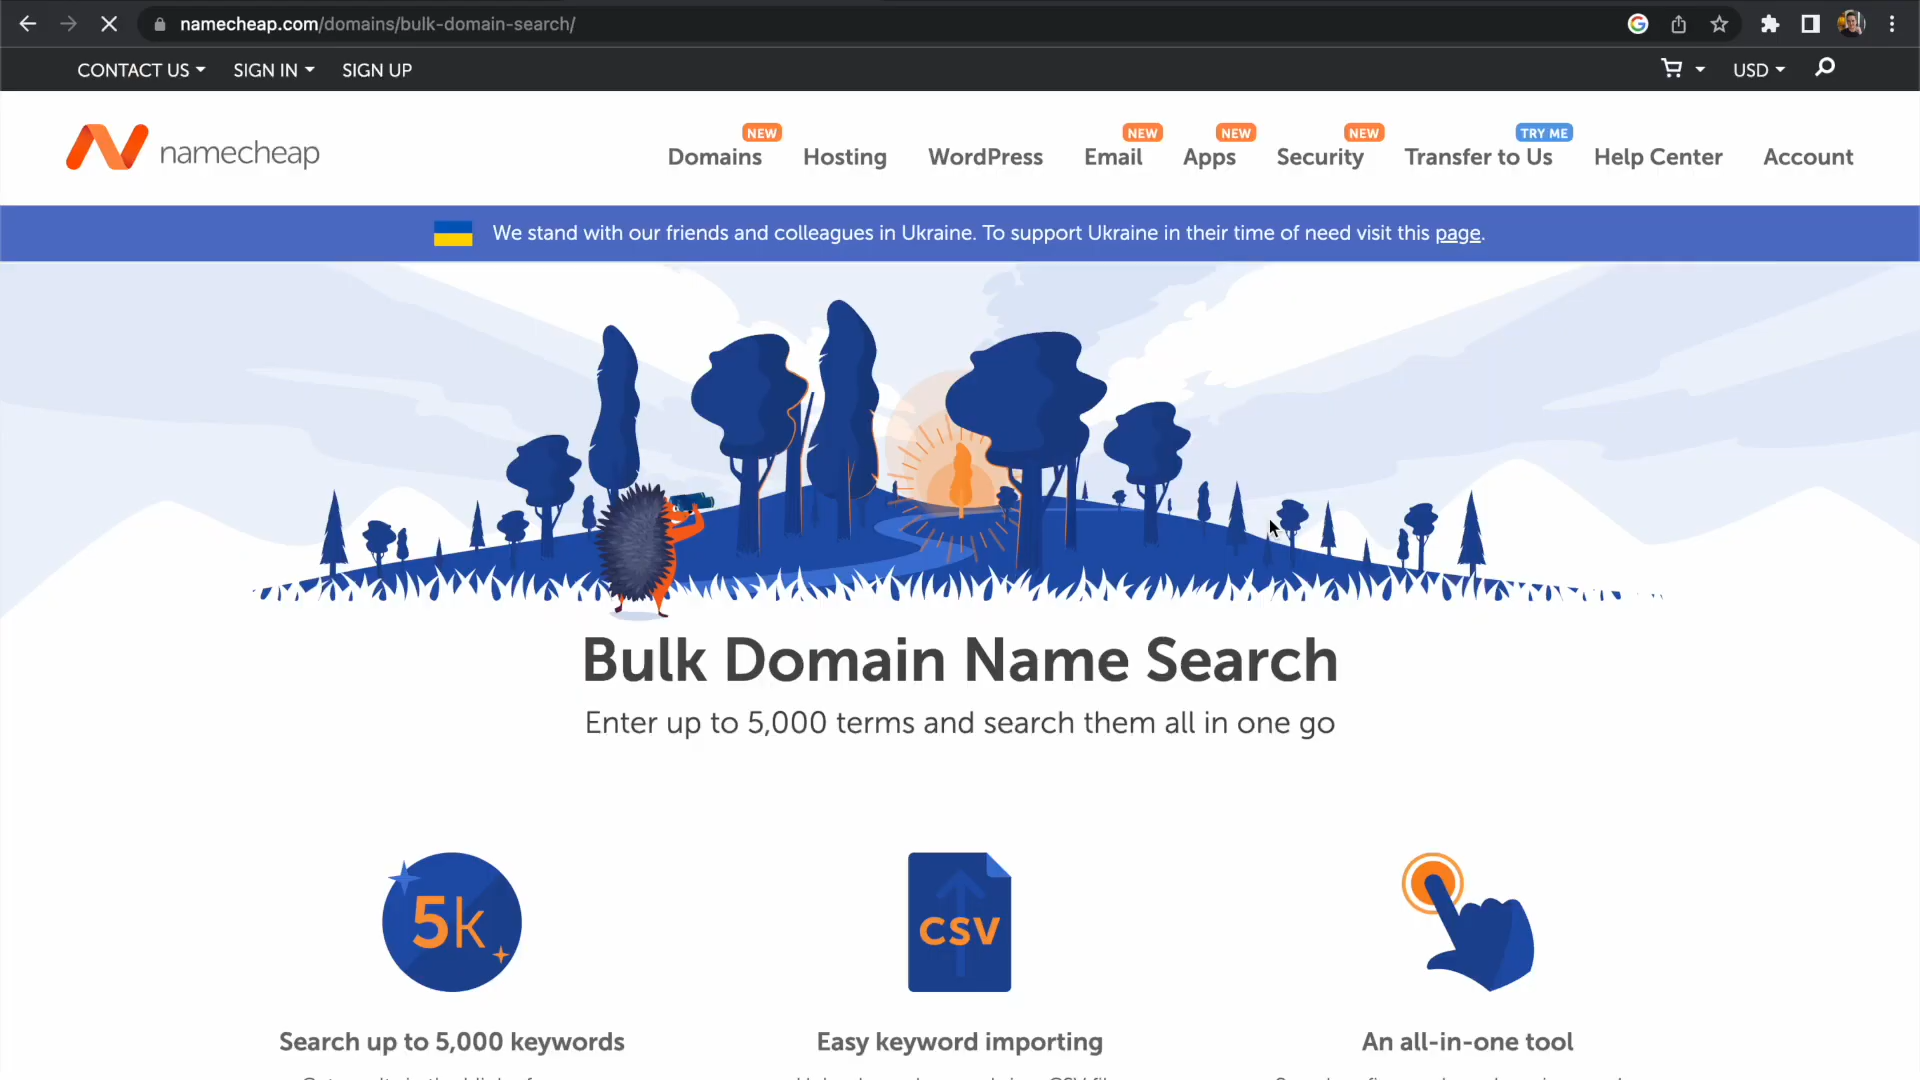 namecheap.com/domains/bulk-domain-search/
CONTACT US SIGN IN SIGN UP USD
NEW NEW NEW NEW TRY ME
namecheap Domains Hosting WordPress Email Apps Security Transfer to Us Help Center Account
We stand with our friends and colleagues in Ukraine. To support Ukraine in their time of need visit this page.
Bulk Domain Name Search
Enter up to 5,000 terms and search them all in one go
5k CSV
Search up to 5,000 keywords Easy keyword importing An all-in-one tool